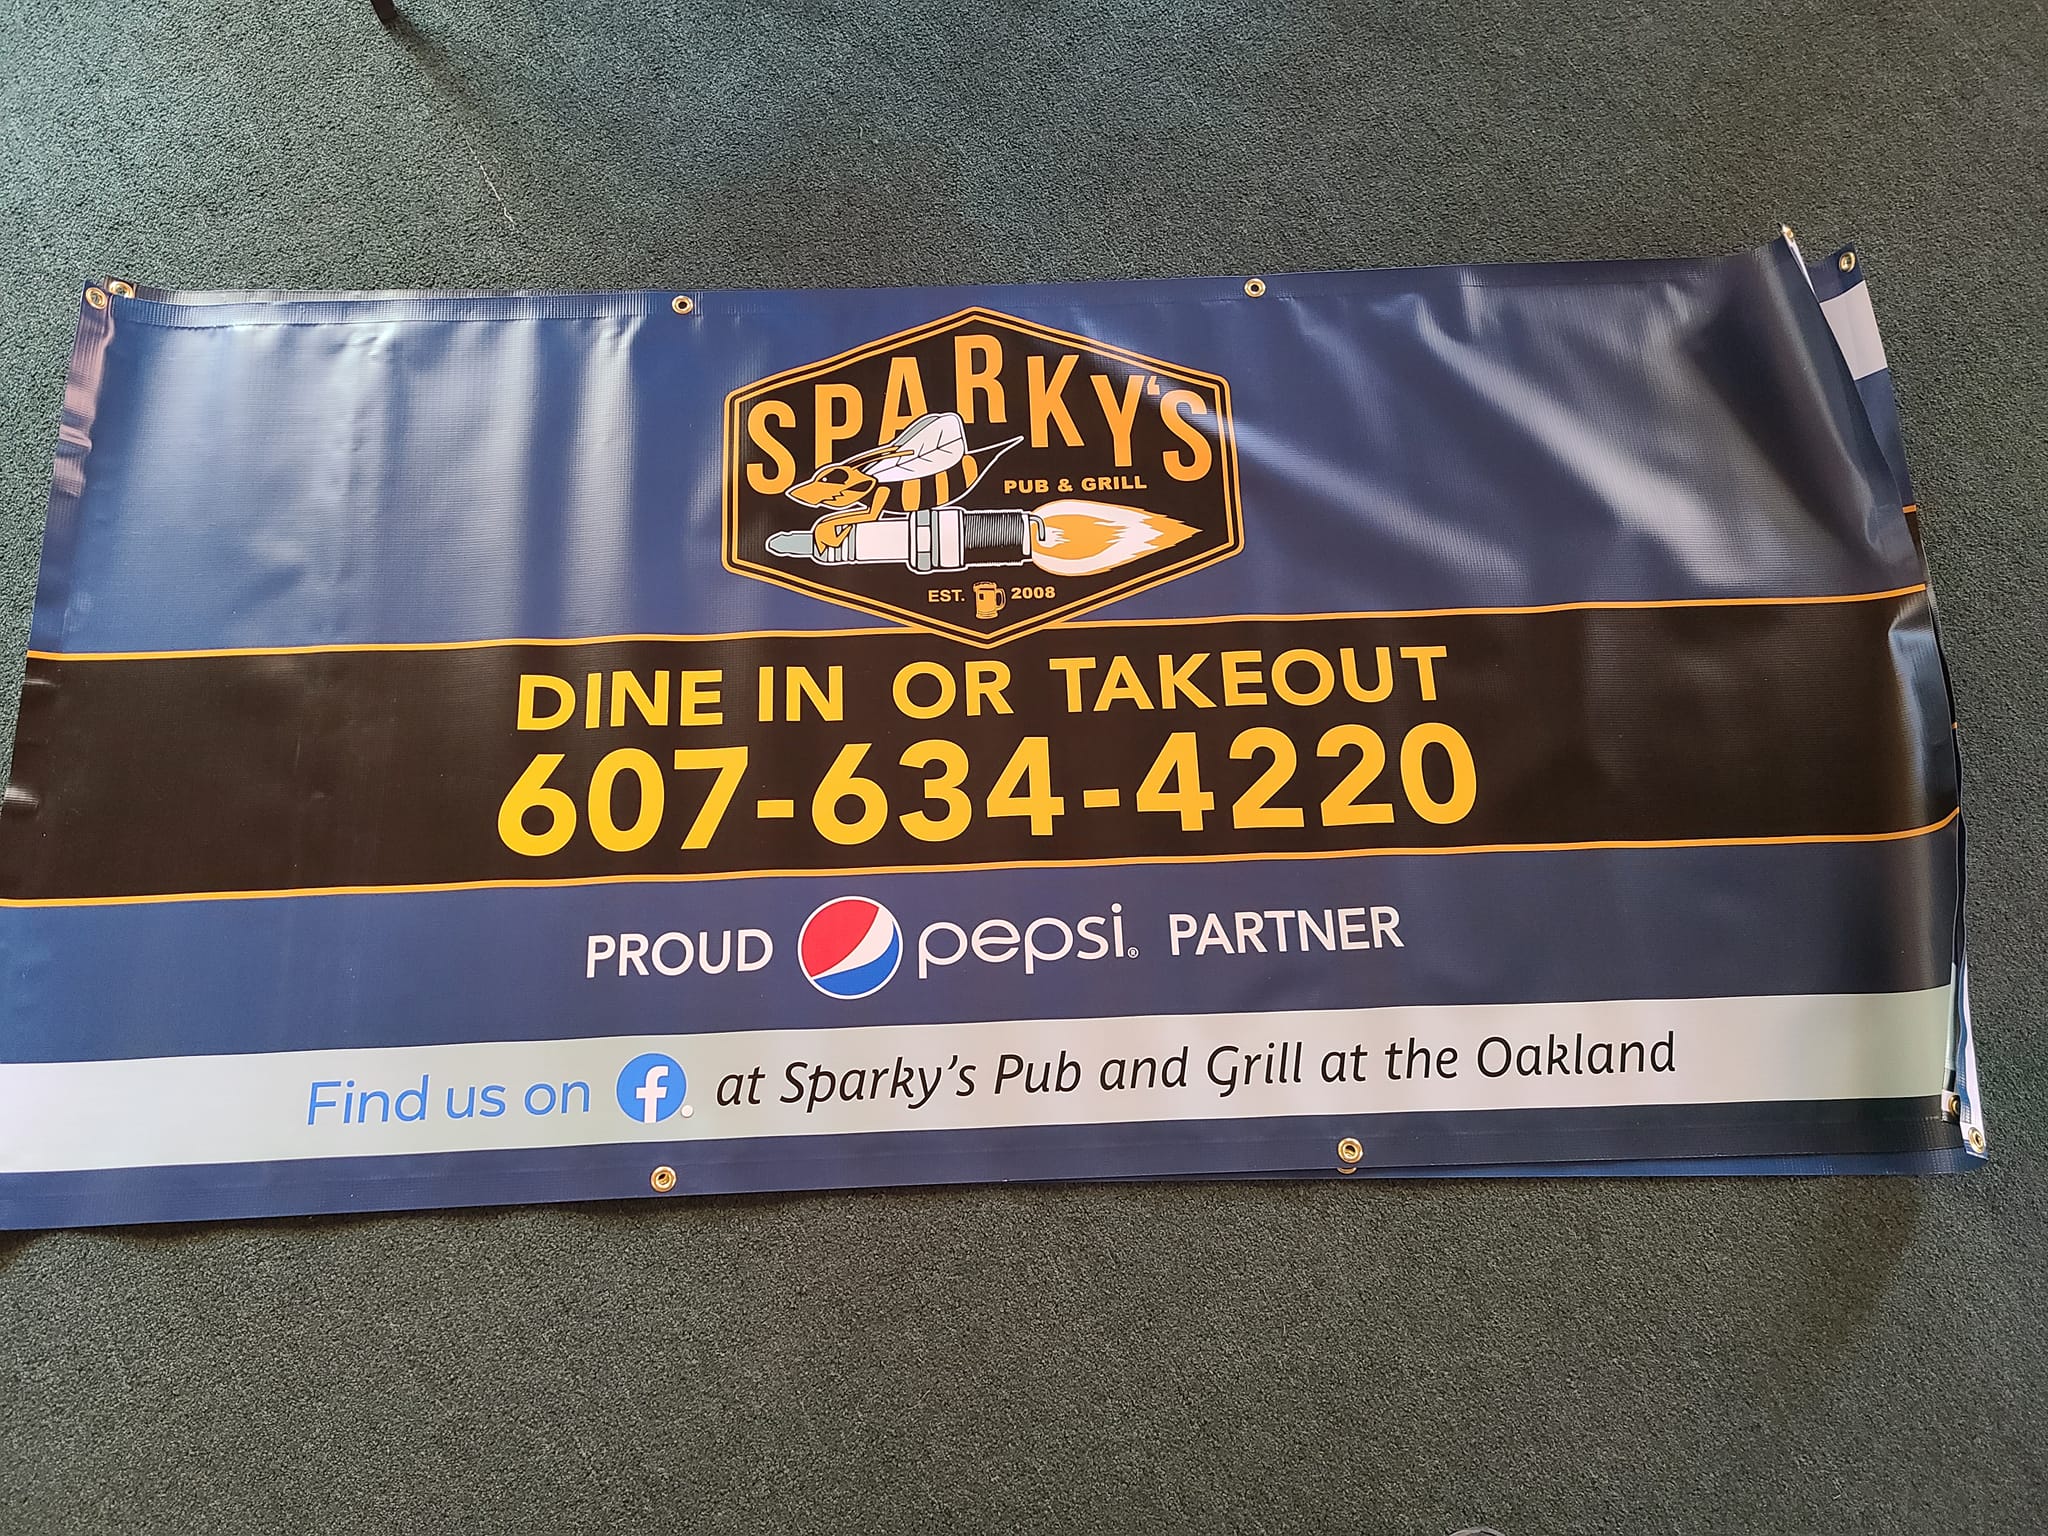 SPARKY'S
PUB & GRILL
EST. 2008
DINE IN OR TAKEOUT
607-634-4220
PROUD pepsi® PARTNER
Find us on f at Sparky's Pub and Grill at the Oakland